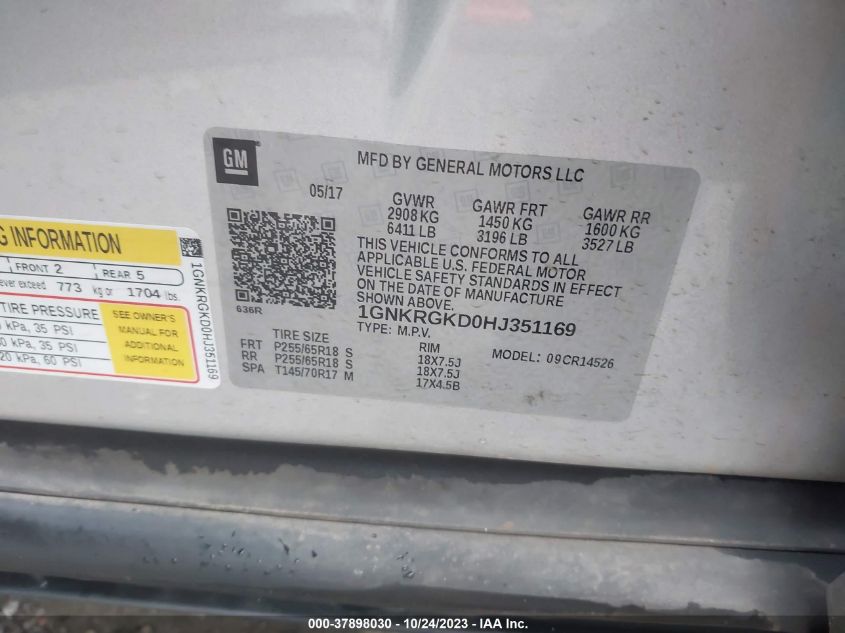 GM
MFD BY GENERAL MOTORS LLC
05/17
GVWR GAWR FRT GAWR RR
2908 KG 1450 KG 1600 KG
6411 LB 3196 LB 3527 LB
THIS VEHICLE CONFORMS TO ALL
APPLICABLE U.S. FEDERAL MOTOR
VEHICLE SAFETY STANDARDS IN EFFECT
ON THE DATE OF MANUFACTURE
SHOWN ABOVE.
636R
1GNKRGKD0HJ351169
TYPE: M.P.V.
TIRE SIZE RIM MODEL: 09CR14526
FRT P255/65R18 S 18X7.5J
RR P255/65R18 S 18X7.5J
SPA T145/70R17 M 17X4.5B
G INFORMATION
FRONT 2 REAR 5
ever exceed 773 kg or 1704 lbs.
TIRE PRESSURE
kPa, 35 PSI
kPa, 35 PSI
20 kPa, 60 PSI
SEE OWNER'S
MANUAL FOR
ADDITIONAL
INFORMATION
1GNKRGKD0HJ351169
000-37898030 - 10/24/2023 - IAA Inc.